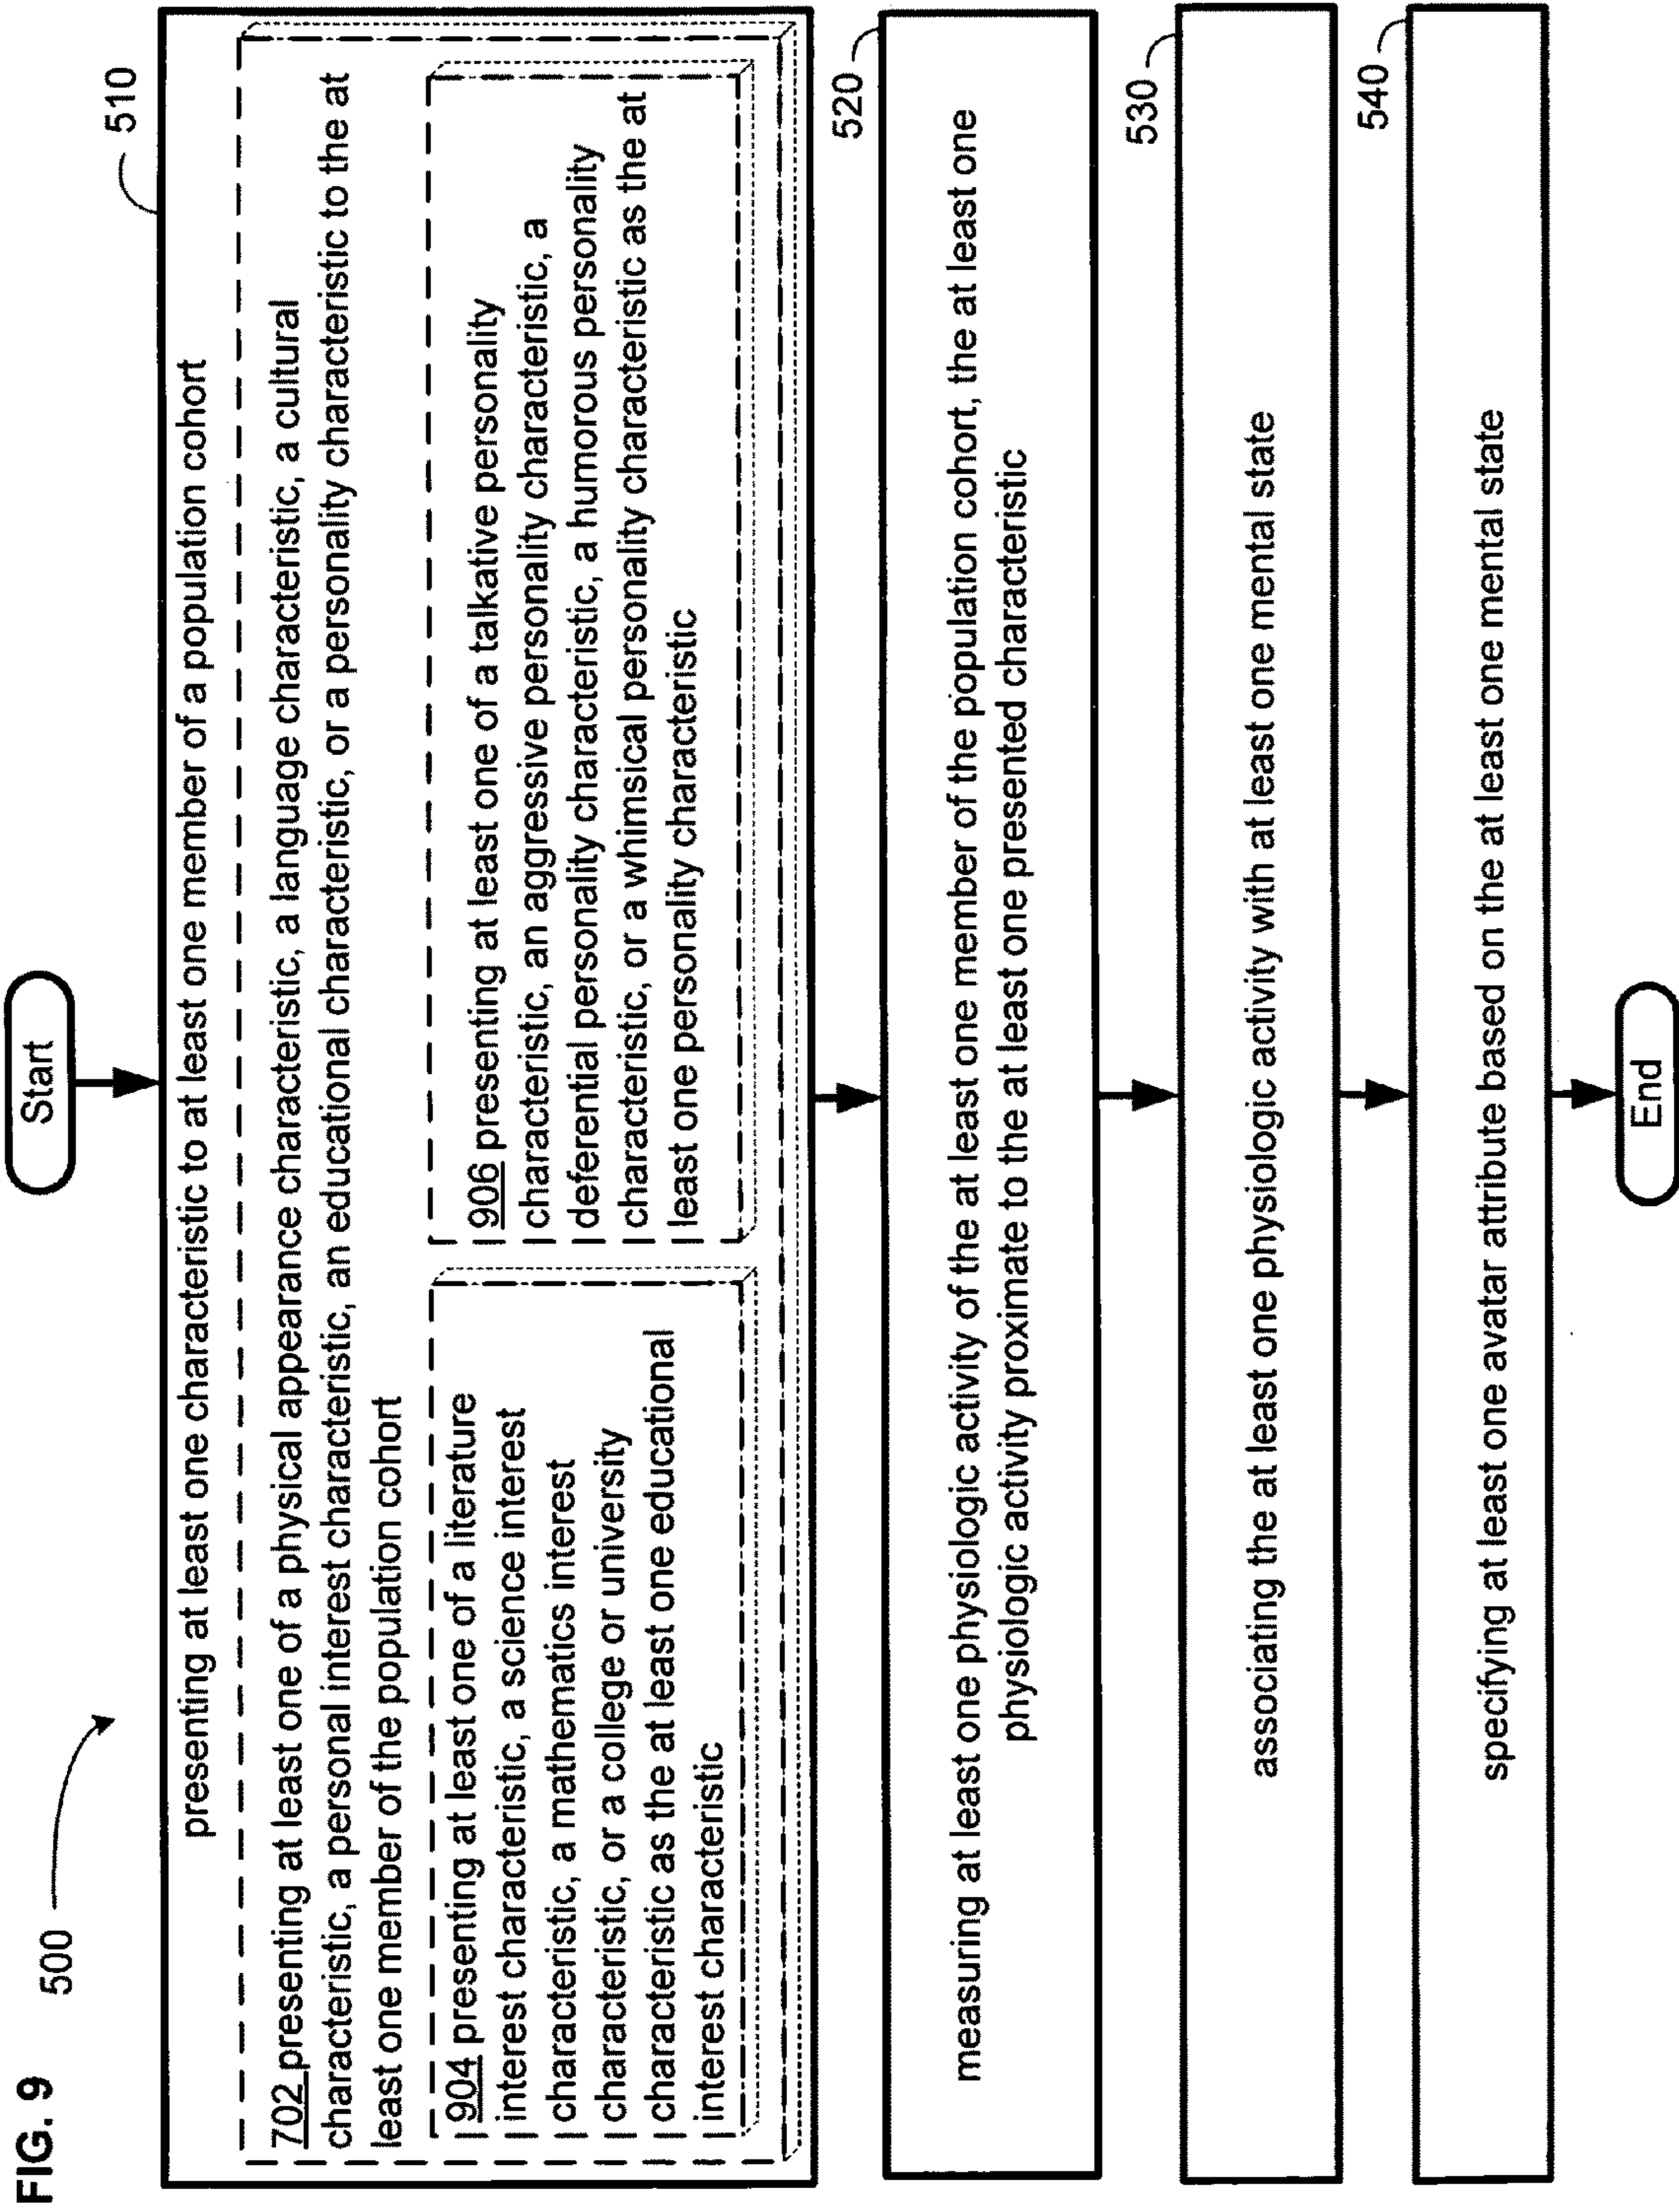 FIG. 9
500
Start
510
presenting at least one characteristic to at least one member of a population cohort
702 presenting at least one of a physical appearance characteristic, a language characteristic, a cultural
characteristic, a personal interest characteristic, an educational characteristic, or a personality characteristic to the at
least one member of the population cohort
904 presenting at least one of a literature
interest characteristic, a science interest
characteristic, a mathematics interest
characteristic, or a college or university
characteristic as the at least one educational
interest characteristic
906 presenting at least one of a talkative personality
characteristic, an aggressive personality characteristic, a
deferential personality characteristic, a humorous personality
characteristic, or a whimsical personality characteristic as the at
least one personality characteristic
520
measuring at least one physiologic activity of the at least one member of the population cohort, the at least one
physiologic activity proximate to the at least one presented characteristic
530
associating the at least one physiologic activity with at least one mental state
540
specifying at least one avatar attribute based on the at least one mental state
End